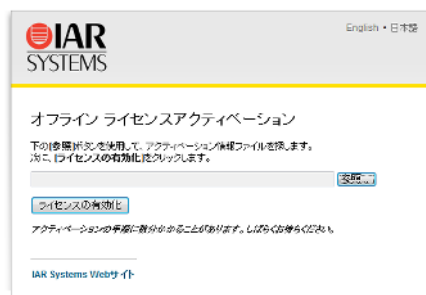 IAR
SYSTEMS
English • 日本語
オフライン ライセンスアクティベーション
下の[参照]ボタンを使用して、アクティベーション情報ファイルを探します。
次に、[ライセンスの有効化]をクリックします。
参照...
ライセンスの有効化
アクティベーションの手順に数分かかることがあります。しばらくお待ちください。
IAR Systems Webサイト